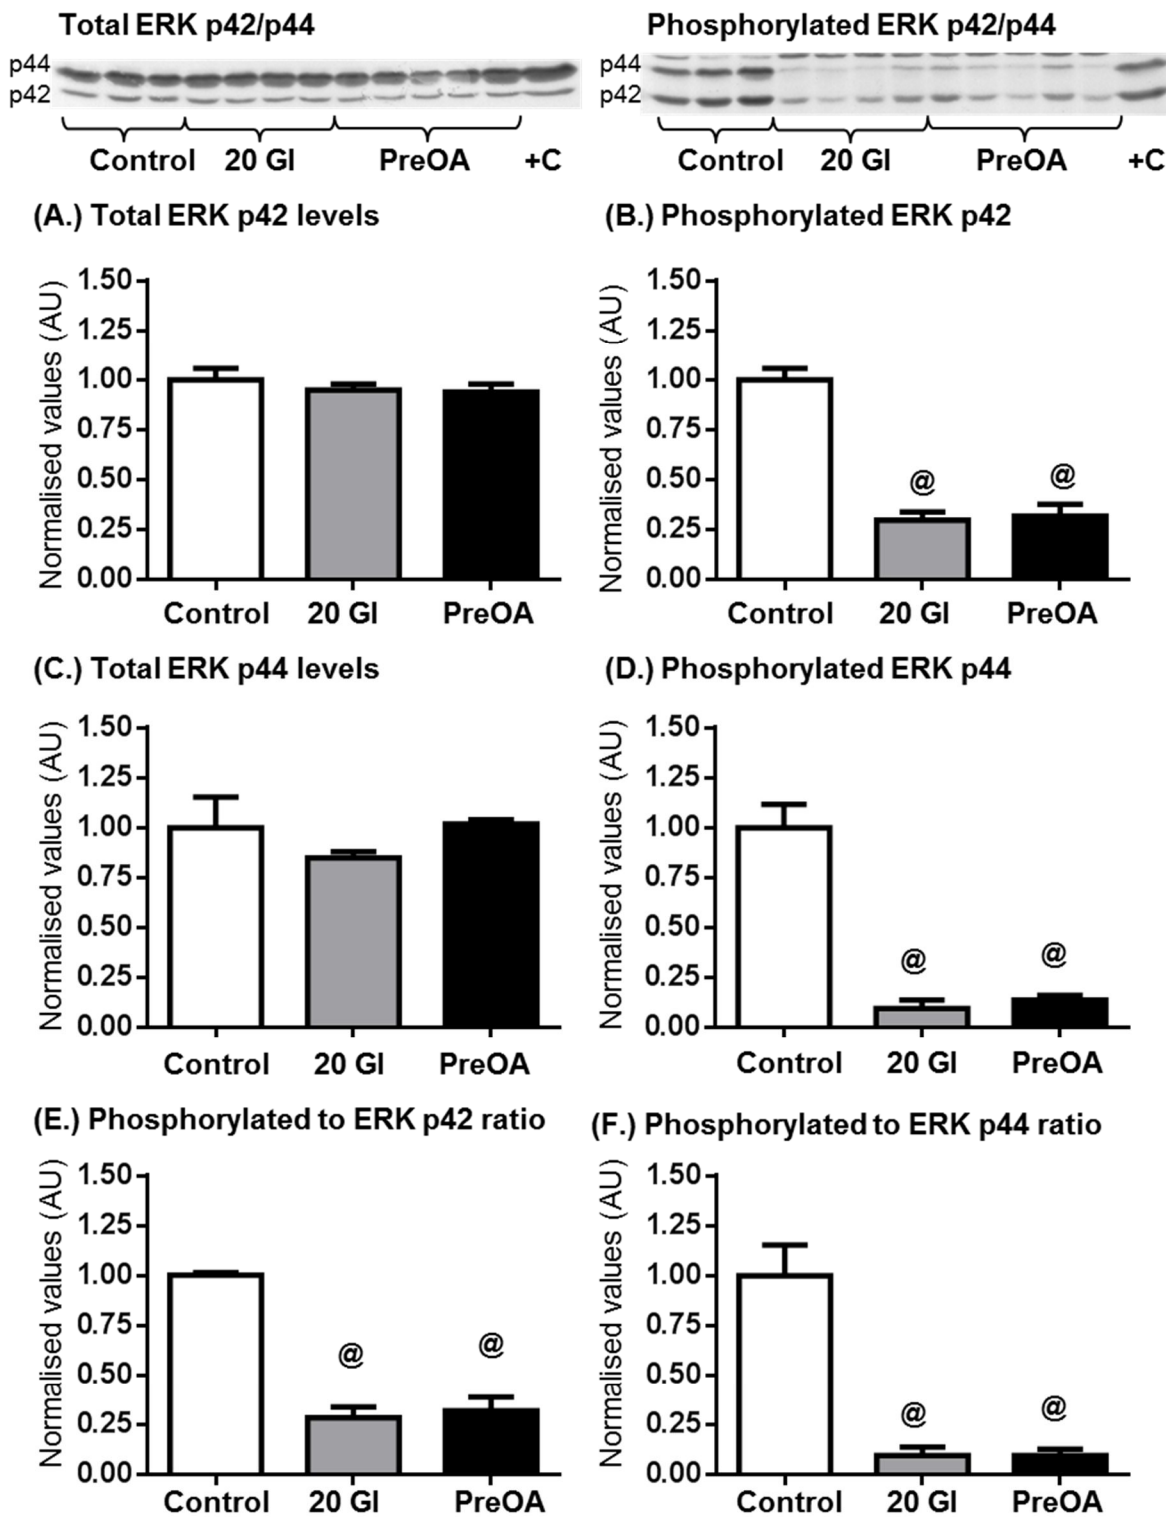 Total ERK p42/p44
Phosphorylated ERK p42/p44
p44
p42
p44
p42
Control 20 GI PreOA +C
Control 20 GI PreOA +C
(A.) Total ERK p42 levels
(B.) Phosphorylated ERK p42
Normalised values (AU)
1.50
1.25
1.00
0.75
0.50
0.25
0.00
Control 20 GI PreOA
Normalised values (AU)
1.50
1.25
1.00
0.75
0.50
0.25
0.00
@ @
Control 20 GI PreOA
(C.) Total ERK p44 levels
(D.) Phosphorylated ERK p44
Normalised values (AU)
1.50
1.25
1.00
0.75
0.50
0.25
0.00
Control 20 GI PreOA
Normalised values (AU)
1.50
1.25
1.00
0.75
0.50
0.25
0.00
@ @
Control 20 GI PreOA
(E.) Phosphorylated to ERK p42 ratio
(F.) Phosphorylated to ERK p44 ratio
Normalised values (AU)
1.50
1.25
1.00
0.75
0.50
0.25
0.00
@ @
Control 20 GI PreOA
Normalised values (AU)
1.50
1.25
1.00
0.75
0.50
0.25
0.00
@ @
Control 20 GI PreOA